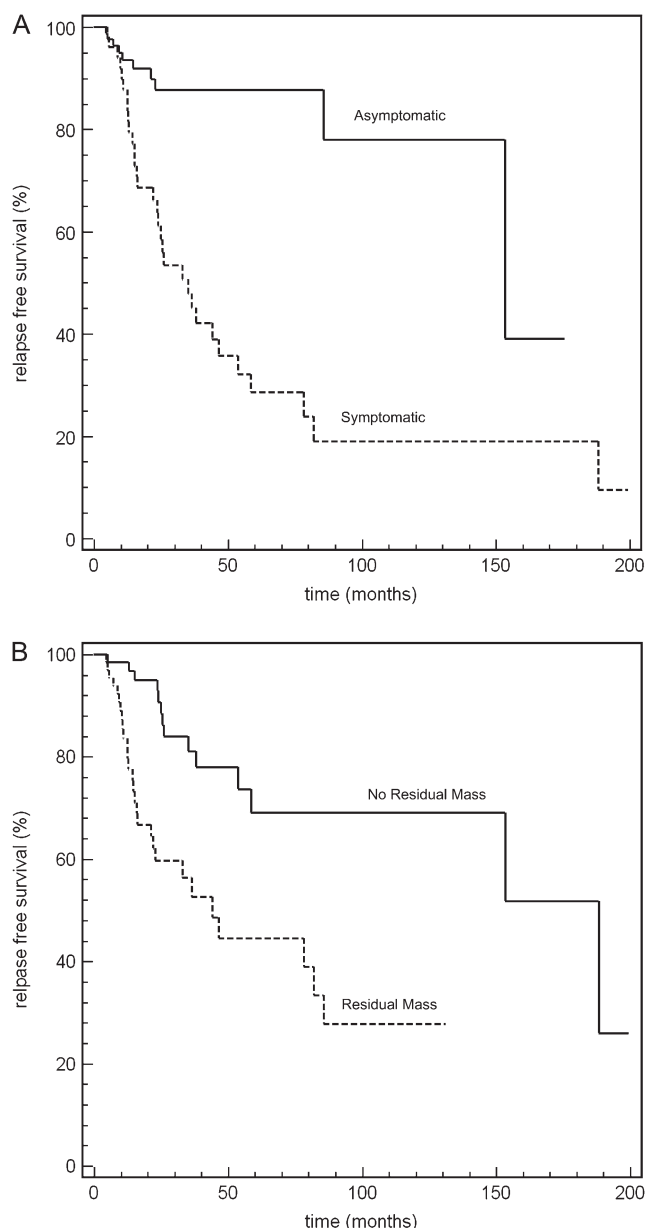 A
100
80
60
40
20
0
relapse free survival (%)
Asymptomatic
Symptomatic
0 50 100 150 200
time (months)
B
100
80
60
40
20
0
relpase free survival (%)
No Residual Mass
Residual Mass
0 50 100 150 200
time (months)